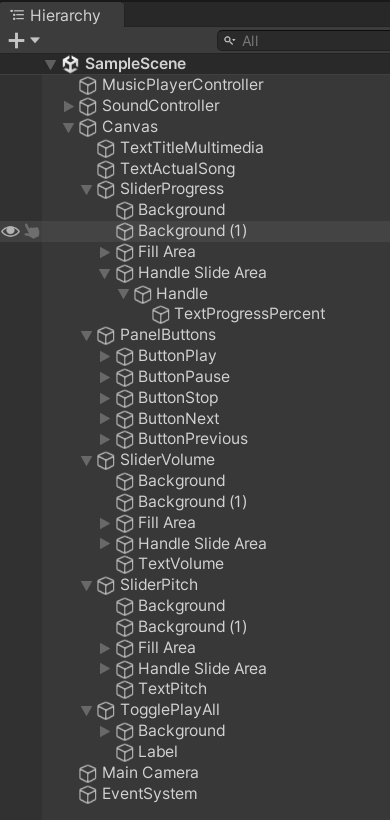 Hierarchy
All
SampleScene
MusicPlayerController
SoundController
Canvas
TextTitleMultimedia
TextActualSong
SliderProgress
Background
Background (1)
Fill Area
Handle Slide Area
Handle
TextProgressPercent
PanelButtons
ButtonPlay
ButtonPause
ButtonStop
ButtonNext
ButtonPrevious
SliderVolume
Background
Background (1)
Fill Area
Handle Slide Area
TextVolume
SliderPitch
Background
Background (1)
Fill Area
Handle Slide Area
TextPitch
TogglePlayAll
Background
Label
Main Camera
EventSystem